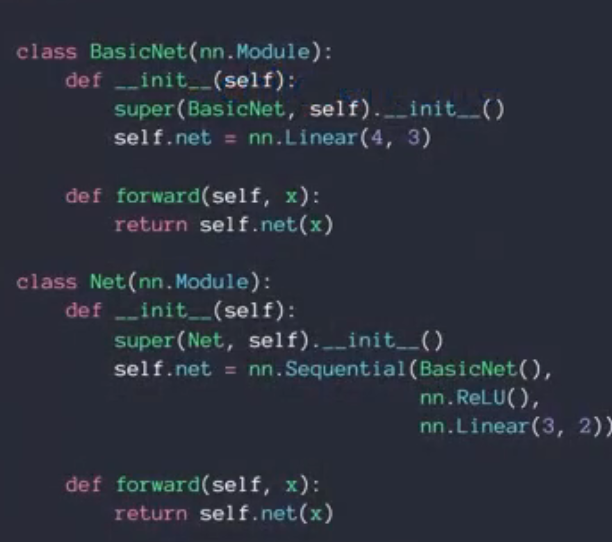 class BasicNet(nn.Module):
    def __init__(self):
        super(BasicNet, self).__init__()
        self.net = nn.Linear(4, 3)
    def forward(self, x):
        return self.net(x)
class Net(nn.Module):
    def __init__(self):
        super(Net, self).__init__()
        self.net = nn.Sequential(BasicNet(),
                                 nn.ReLU(),
                                 nn.Linear(3, 2))
    def forward(self, x):
        return self.net(x)